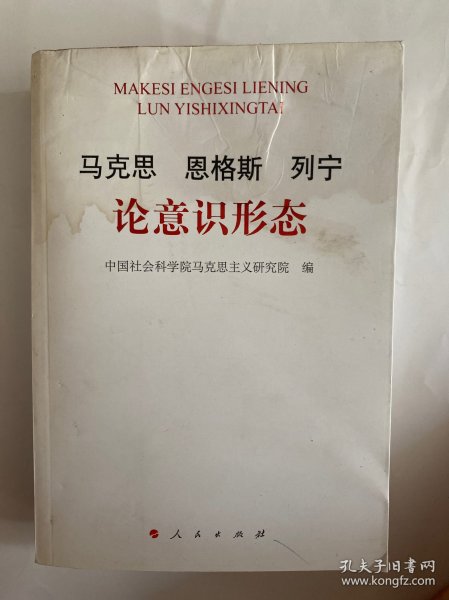 MAKESI ENGESI LIENING
LUN YISHIXINGTAI
马克思 恩格斯 列宁
论意识形态
中国社会科学院马克思主义研究院 编
人民出版社
孔夫子旧书网
www.kongfz.com